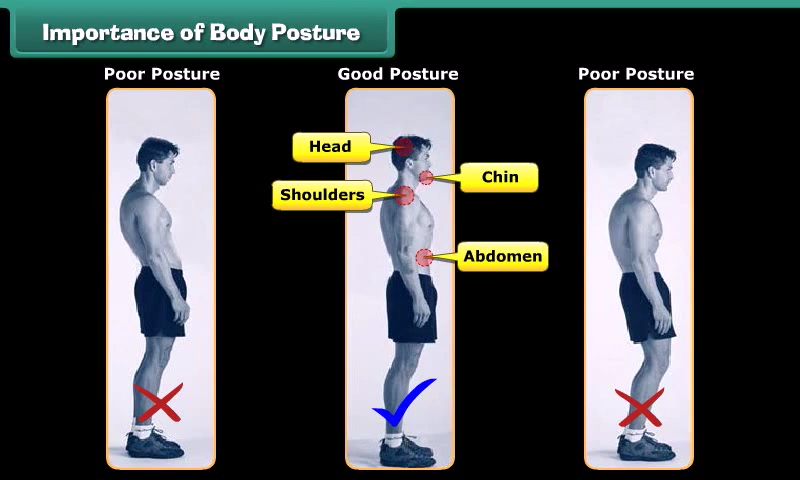 Importance of Body Posture
Poor Posture
Good Posture
Poor Posture
Head
Chin
Shoulders
Abdomen